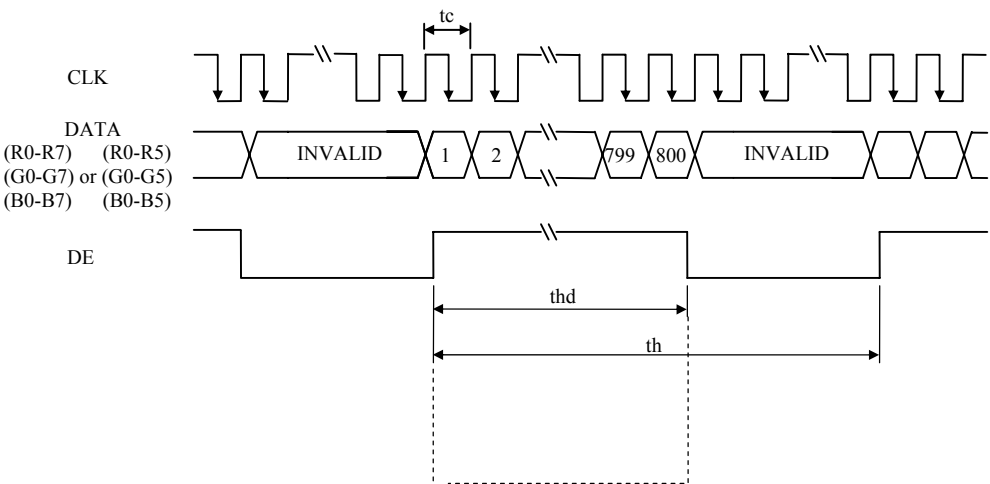 tc
CLK
DATA
(R0-R7) (R0-R5)
(G0-G7) or (G0-G5)
(B0-B7) (B0-B5)
INVALID 1 2 799 800 INVALID
DE
thd
th